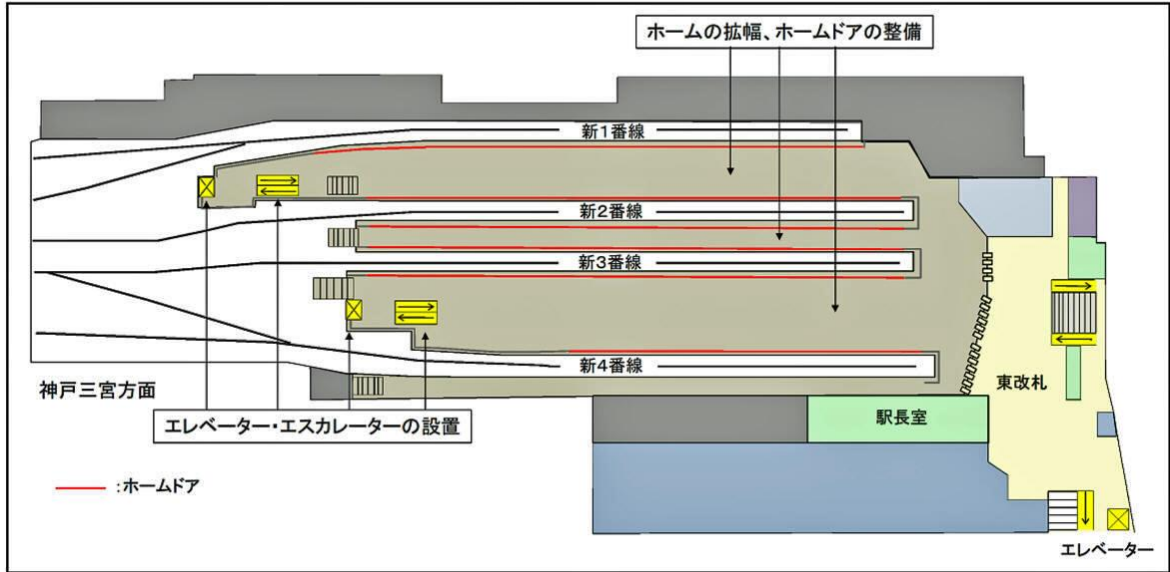 ホームの拡幅、ホームドアの整備
新1番線
新2番線
新3番線
新4番線
神戸三宮方面
東改札
エレベーター・エスカレーターの設置
駅長室
:ホームドア
エレベーター